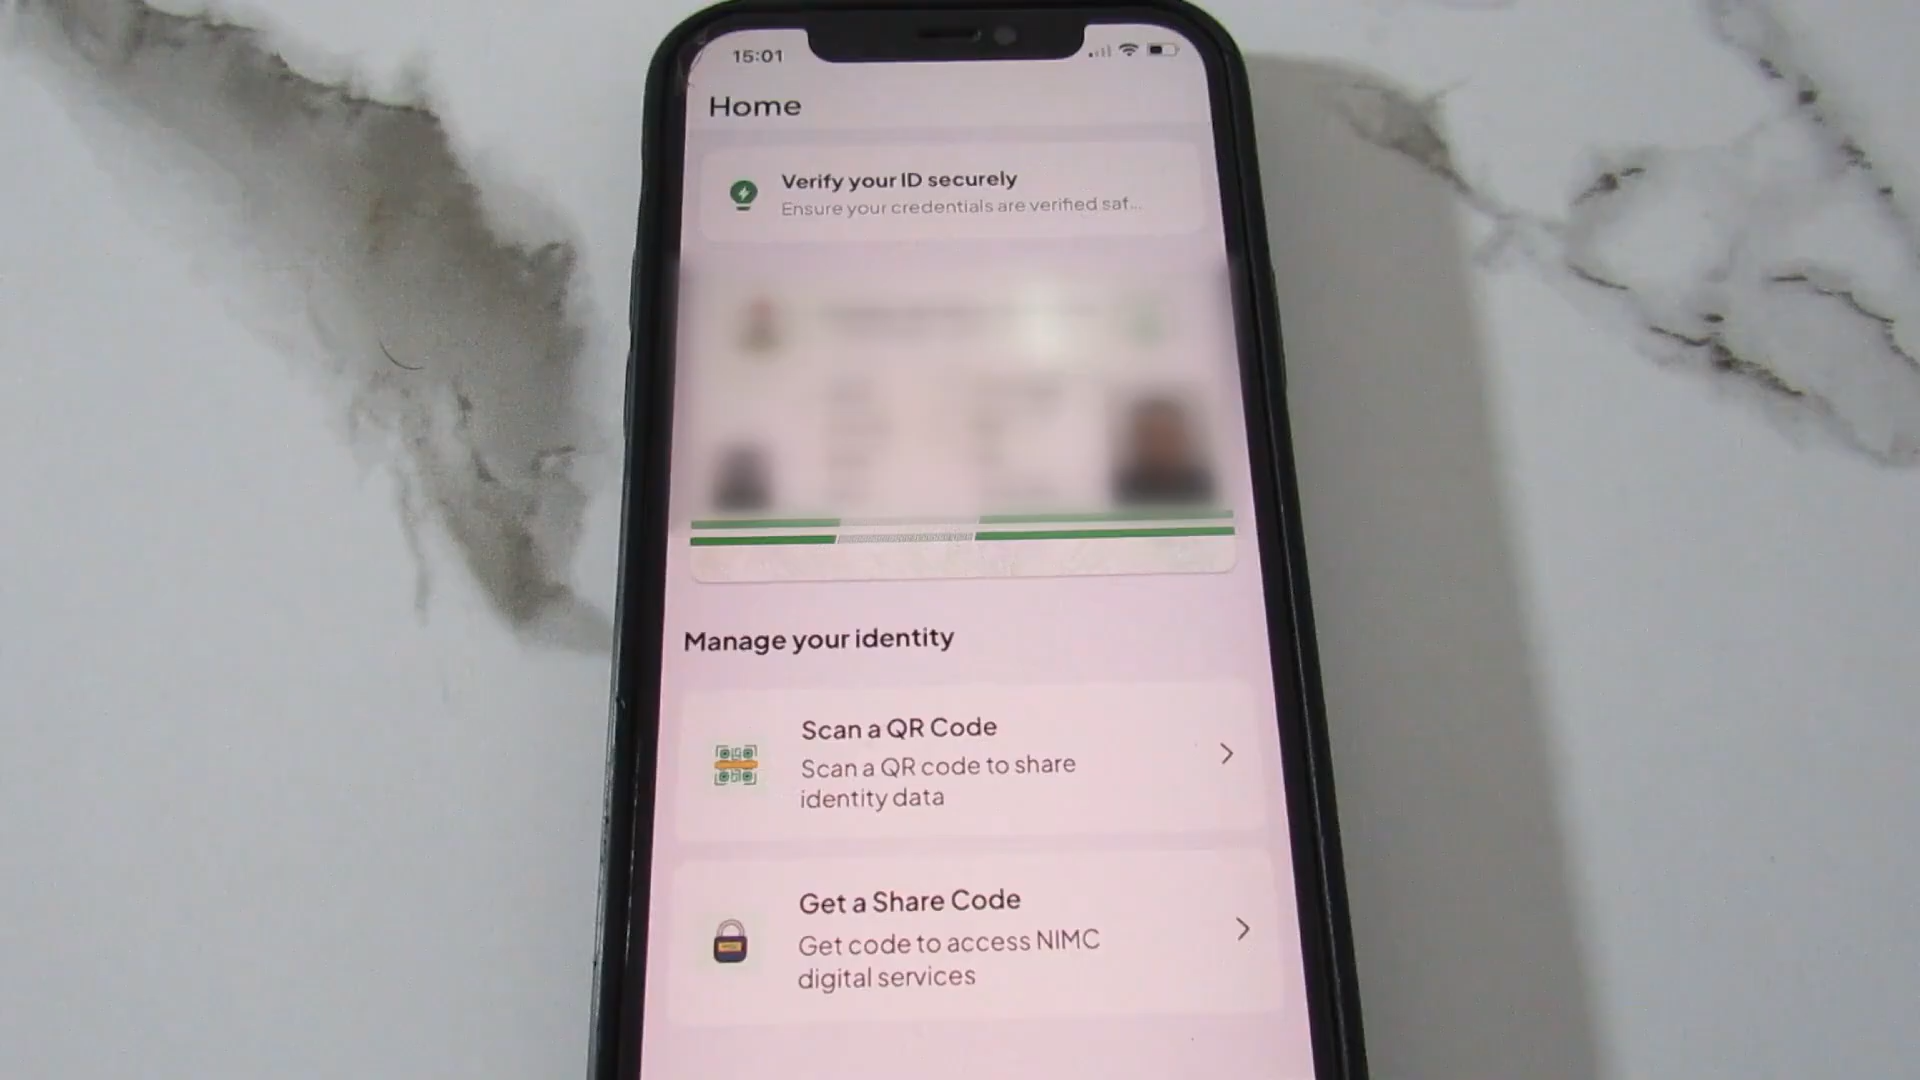 15:01
Home
Verify your ID securely
Ensure your credentials are verified saf...
Manage your identity
Scan a QR Code
Scan a QR code to share
identity data
Get a Share Code
Get code to access NIMC
digital services